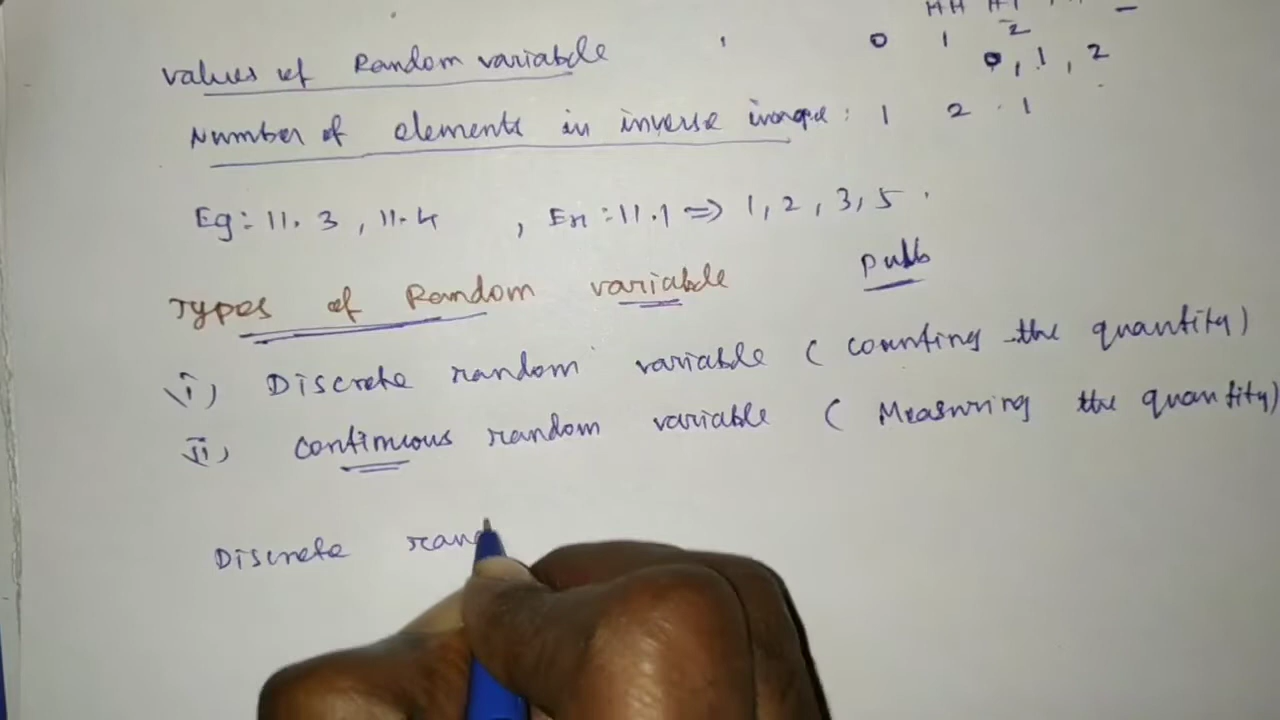 HH HT
Values of Random variable 0 1 2
0, 1, 2
Number of elements in inverse image: 1 2 1
Eg: 11.3, 11.4, Ex: 11.1 ⇒ 1, 2, 3, 5.
Types of Random variable
(i) Discrete random variable (counting the quantity)
(ii) Continuous random variable (Measuring the quantity)
Discrete ran